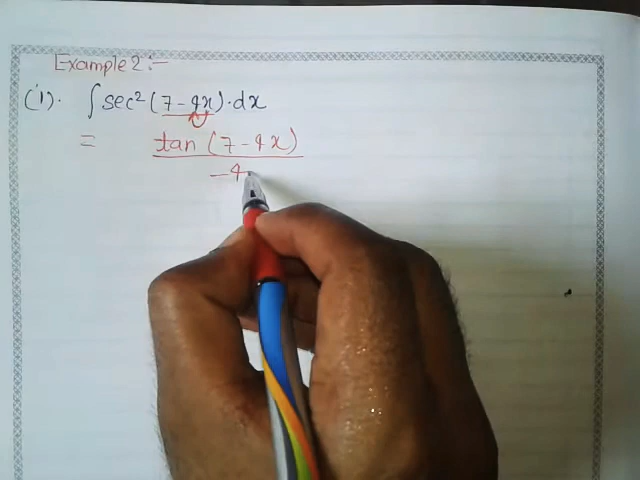 Example 2:-
(1). ∫ sec² (7 - 4x) · dx
= tan (7 - 4x)
-4